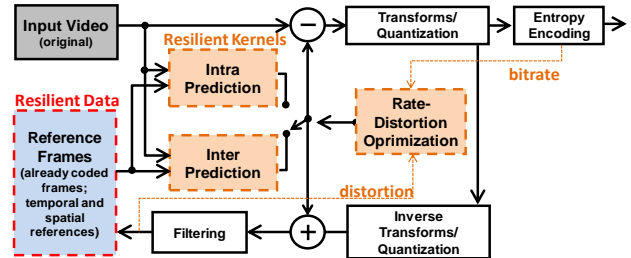 Input Video
(original)
Resilient Kernels
Transforms/
Quantization
Entropy
Encoding
Intra
Prediction
bitrate
Resilient Data
Rate-
Distortion
Oprimization
Reference
Frames
(already coded
frames;
temporal and
spatial
references)
Inter
Prediction
distortion
Filtering
Inverse
Transforms/
Quantization